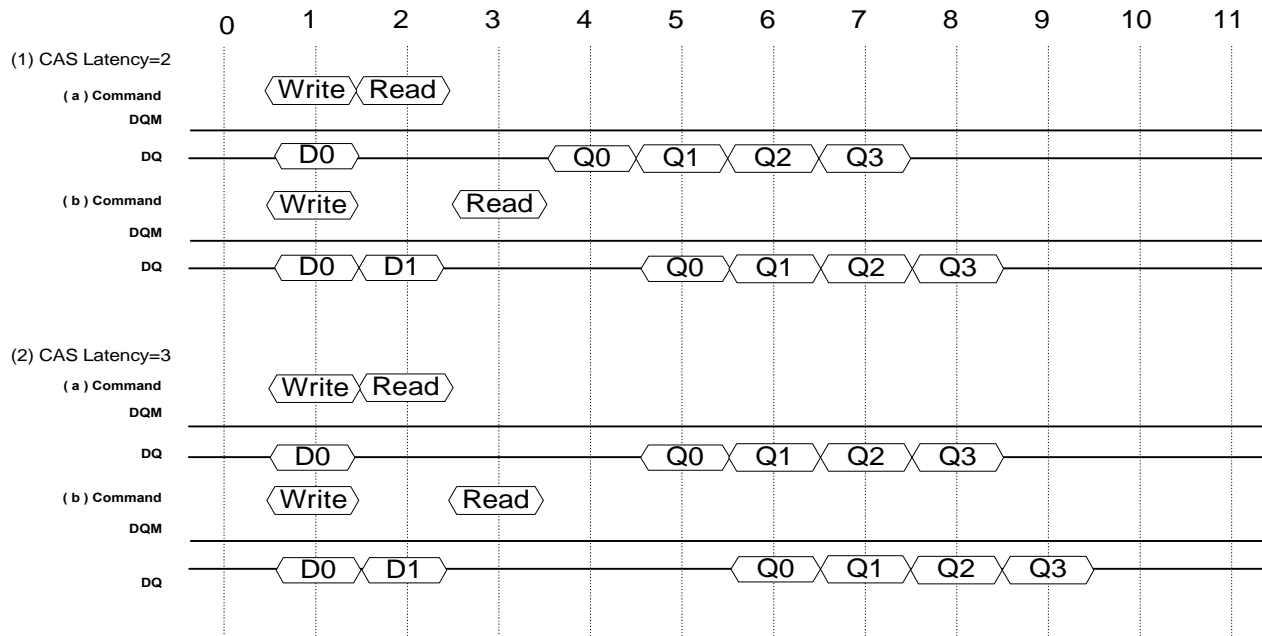 0 1 2 3 4 5 6 7 8 9 10 11
(1) CAS Latency=2
( a ) Command Write Read
DQM
DQ D0 Q0 Q1 Q2 Q3
( b ) Command Write Read
DQM
DQ D0 D1 Q0 Q1 Q2 Q3
(2) CAS Latency=3
( a ) Command Write Read
DQM
DQ D0 Q0 Q1 Q2 Q3
( b ) Command Write Read
DQM
DQ D0 D1 Q0 Q1 Q2 Q3